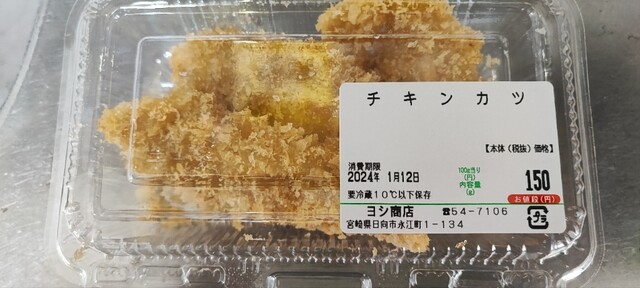 チキンカツ
【本体(税抜)価格】
消費期限
2024年 1月12日
100g当り
(円)
内容量
(g)
150
お値段(円)
要冷蔵10℃以下保存
ヨシ商店 ☎54-7106
宮崎県日向市永江町1-134
プラ